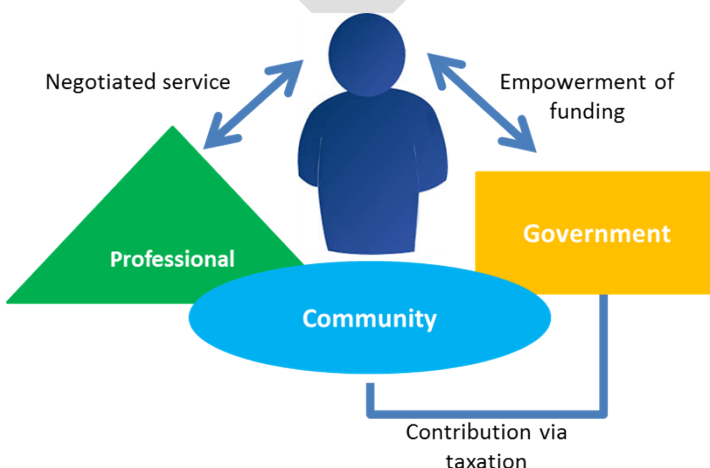 Negotiated service
Empowerment of
funding
Professional
Government
Community
Contribution via
taxation